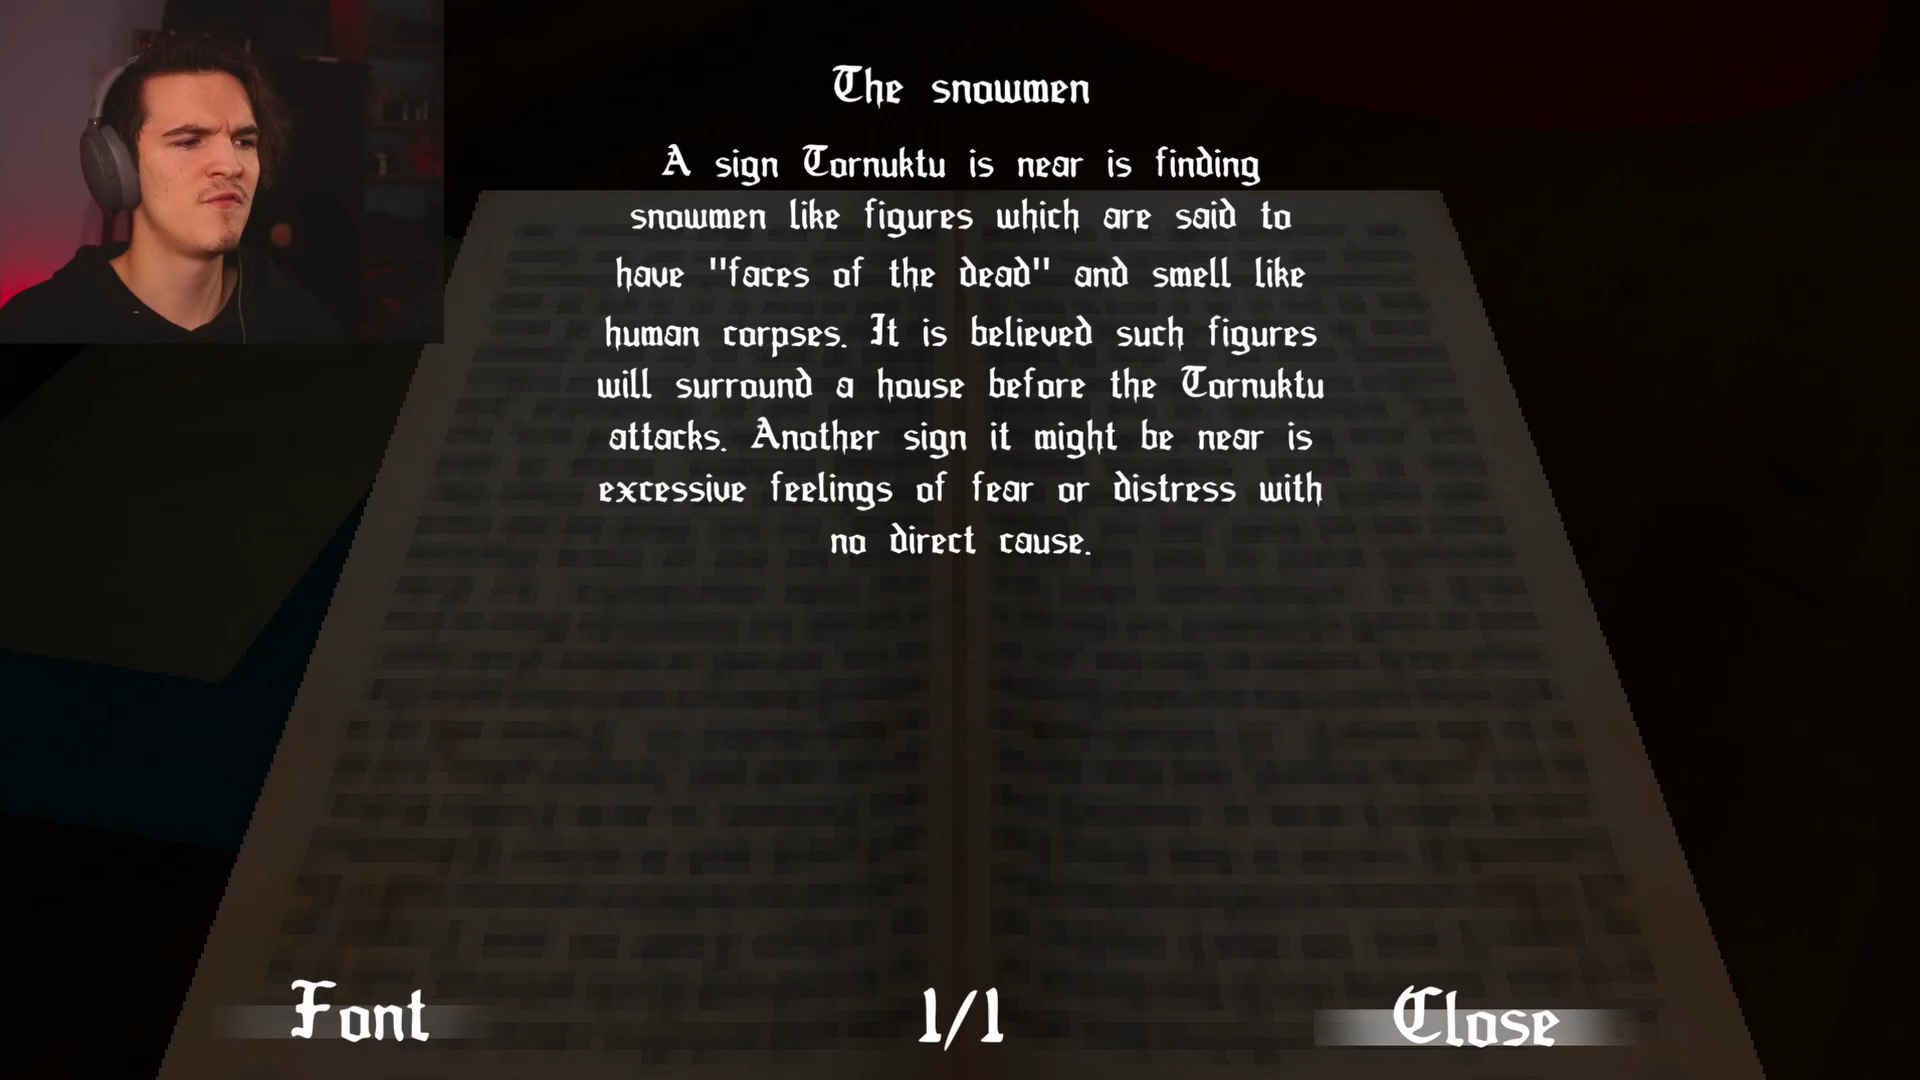 The snowmen
A sign Tornuktu is near is finding
snowmen like figures which are said to
have "faces of the dead" and smell like
human corpses. It is believed such figures
will surround a house before the Tornuktu
attacks. Another sign it might be near is
excessive feelings of fear or distress with
no direct cause.
Font
1/1
Close